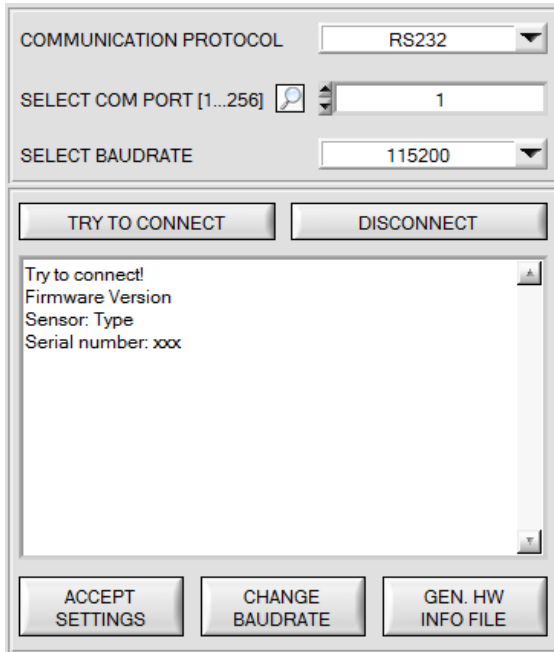 COMMUNICATION PROTOCOL RS232
SELECT COM PORT [1...256] 1
SELECT BAUDRATE 115200
TRY TO CONNECT DISCONNECT
Try to connect!
Firmware Version
Sensor: Type
Serial number: xxx
ACCEPT
SETTINGS
CHANGE
BAUDRATE
GEN. HW
INFO FILE